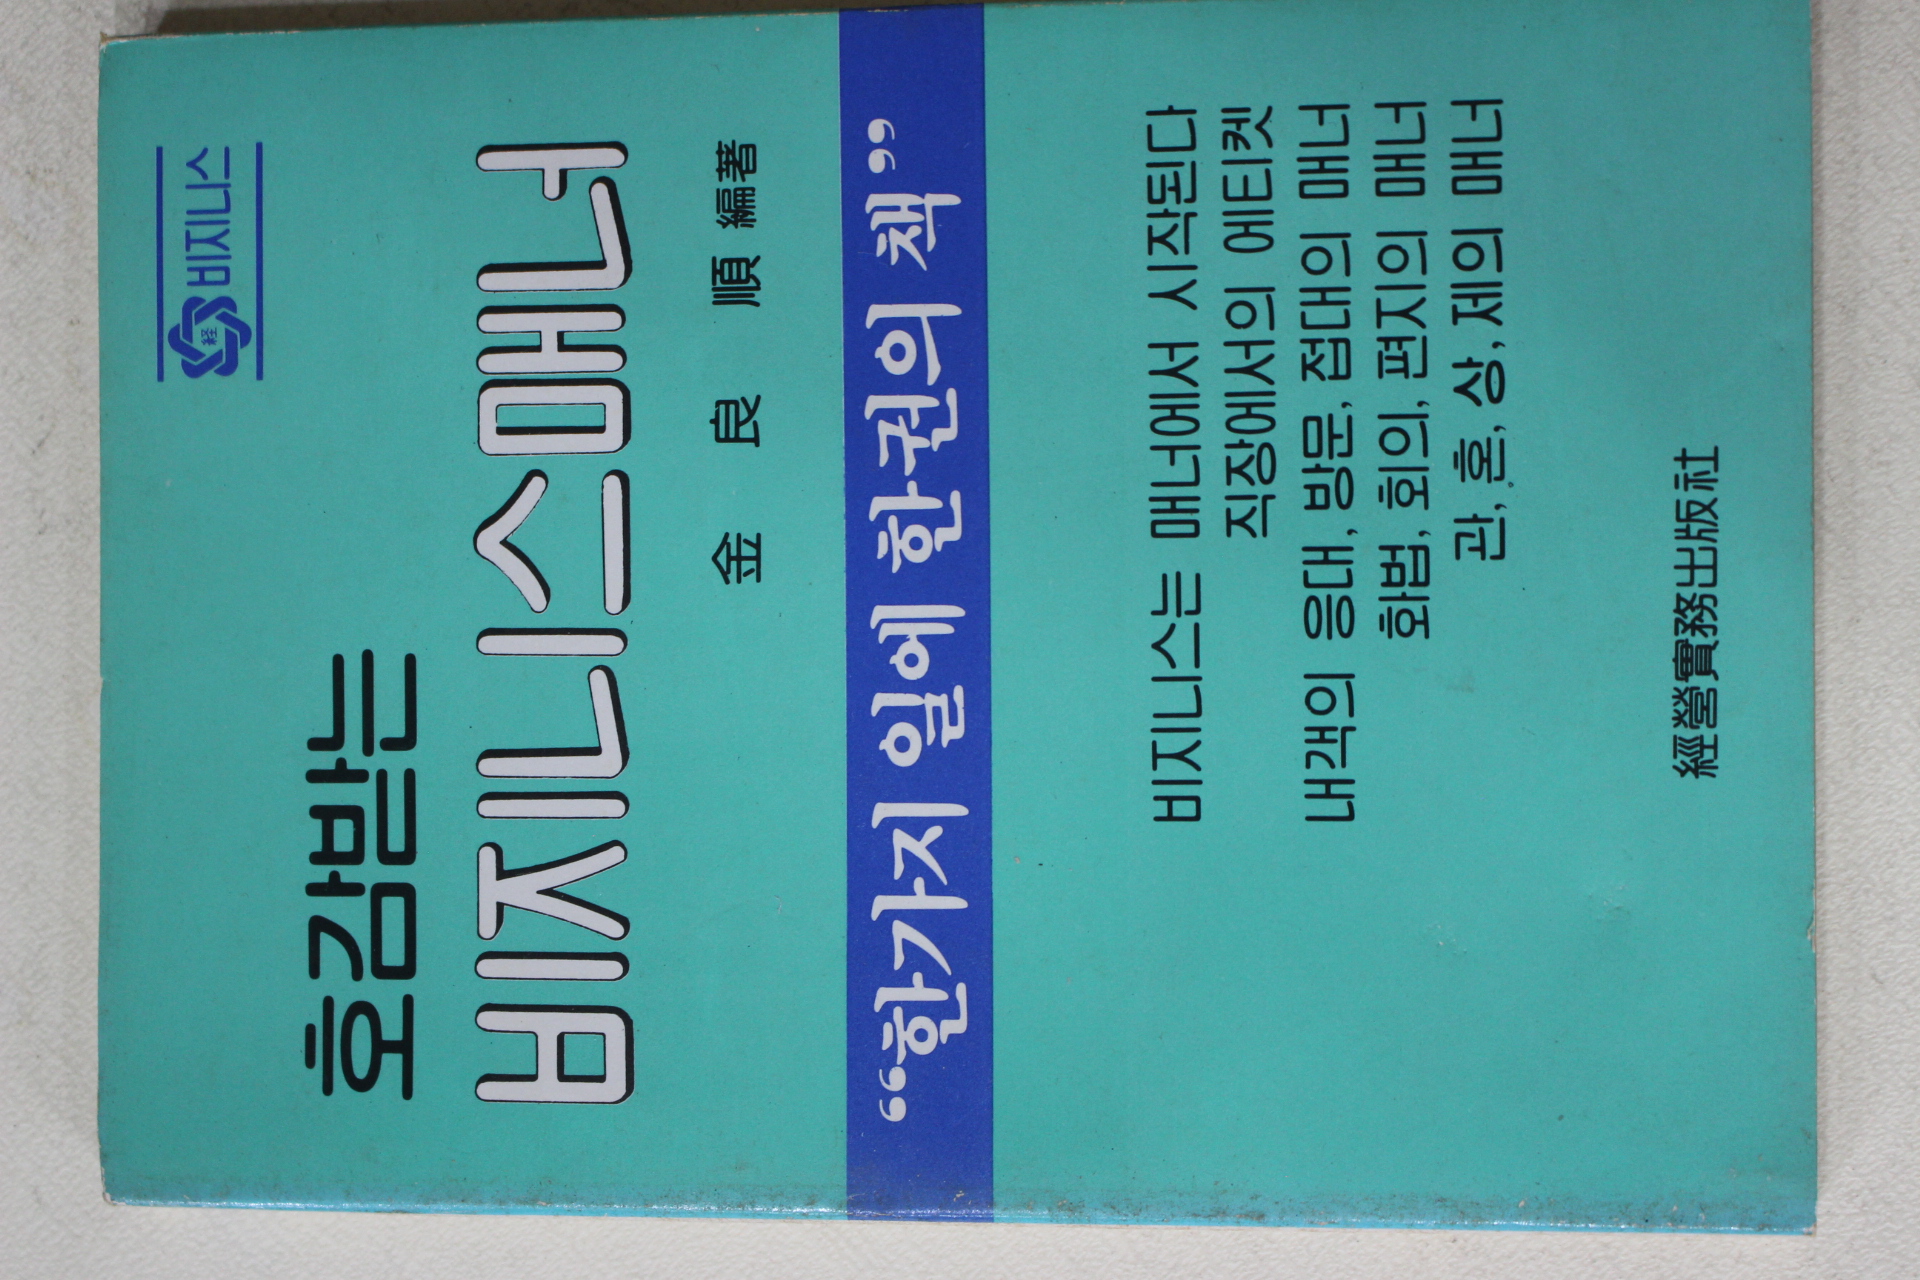 経 비지니스
호감받는
비지니스매너
金良順 編著
“한가지 일에 한권의 책”
비지니스는 매너에서 시작된다
직장에서의 에티켓
내객의 응대, 방문, 접대의 매너
화법, 회의, 편지의 매너
관, 혼, 상, 제의 매너
經營實務出版社